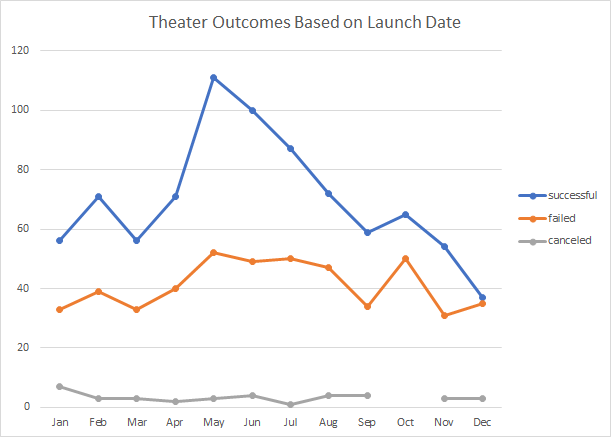 Theater Outcomes Based on Launch Date
120
100
80
60
40
20
0
Jan Feb Mar Apr May Jun Jul Aug Sep Oct Nov Dec
successful
failed
canceled